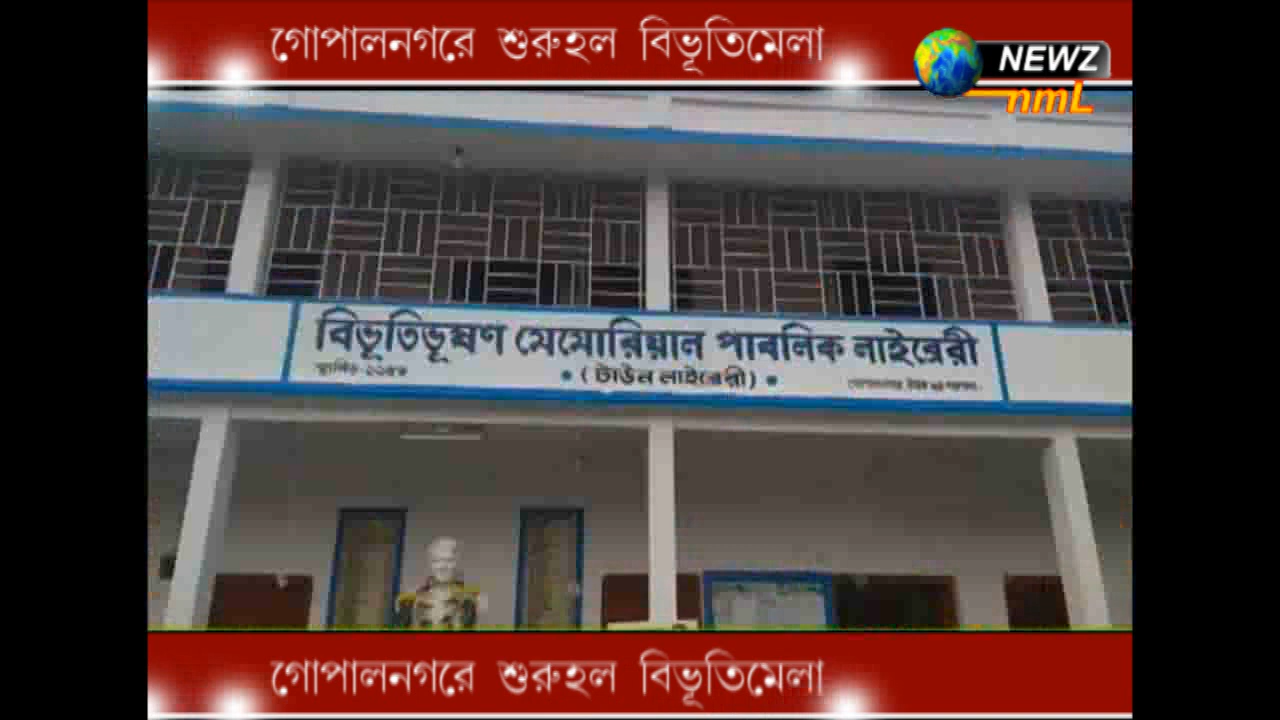 গোপালনগরে শুরুহল বিভূতিমেলা
NEWZ
nmL
বিভূতিভূষণ মেমোরিয়াল পাবলিক লাইব্রেরী
স্থাপিত-
• ( টাউন লাইব্রেরী) •
গোপালনগরে শুরুহল বিভূতিমেলা